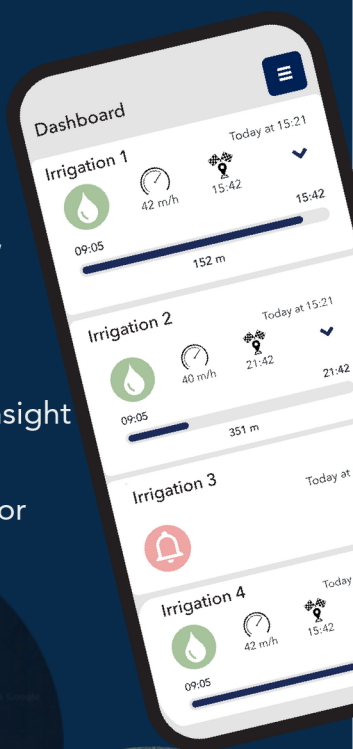 Dashboard
Irrigation 1
Today at 15:21
42 m/h
15:42
09:05
15:42
152 m
Irrigation 2
Today at 15:21
40 m/h
21:42
09:05
21:42
351 m
nsight
or
Irrigation 3
Today at
Irrigation 4
Today
42 m/h
15:42
09:05